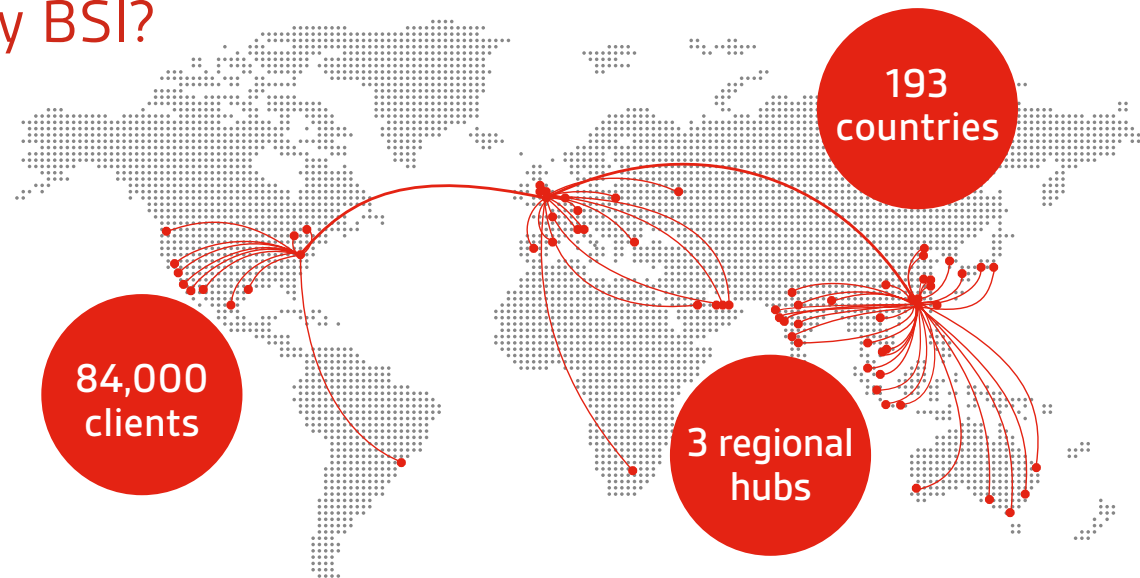 y BSI?
193
countries
84,000
clients
3 regional
hubs